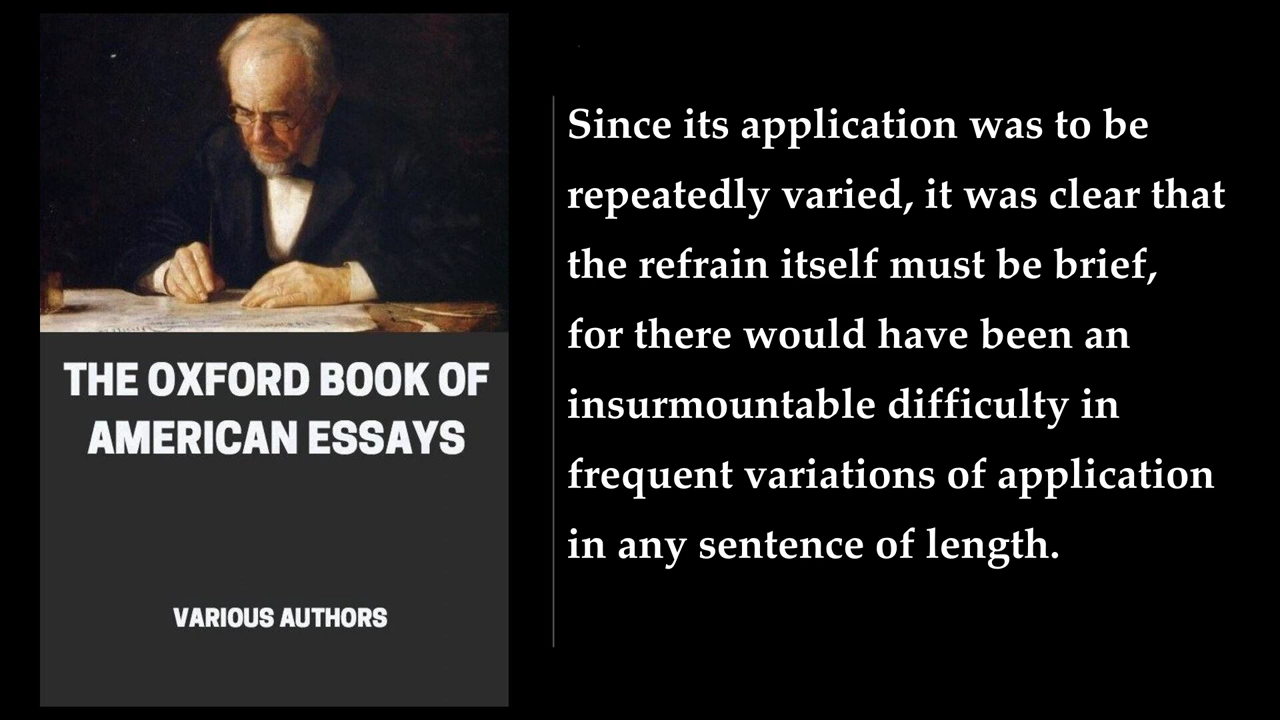 THE OXFORD BOOK OF
AMERICAN ESSAYS
VARIOUS AUTHORS
Since its application was to be
repeatedly varied, it was clear that
the refrain itself must be brief,
for there would have been an
insurmountable difficulty in
frequent variations of application
in any sentence of length.